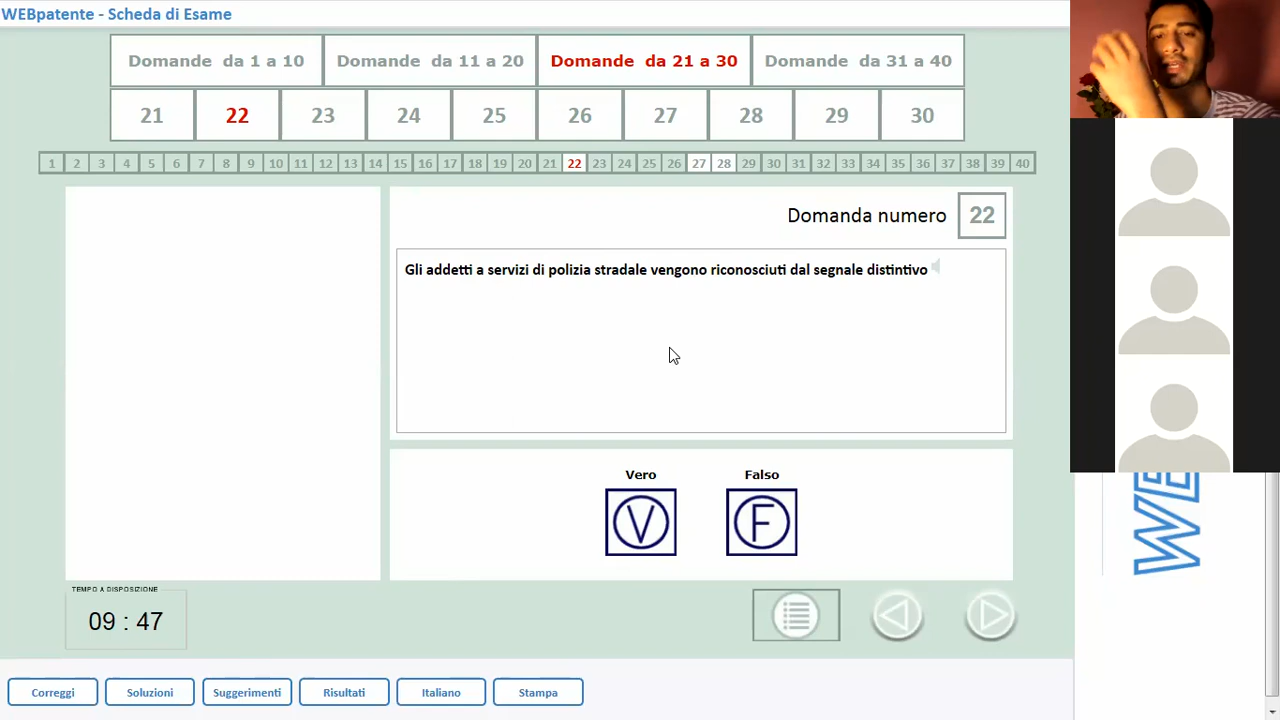 WEBpatente - Scheda di Esame
Domande da 1 a 10 Domande da 11 a 20 Domande da 21 a 30 Domande da 31 a 40
21 22 23 24 25 26 27 28 29 30
1 2 3 4 5 6 7 8 9 10 11 12 13 14 15 16 17 18 19 20 21 22 23 24 25 26 27 28 29 30 31 32 33 34 35 36 37 38 39 40
Domanda numero 22
Gli addetti a servizi di polizia stradale vengono riconosciuti dal segnale distintivo
Vero Falso
V F
TEMPO A DISPOSIZIONE
09 : 47
Correggi Soluzioni Suggerimenti Risultati Italiano Stampa